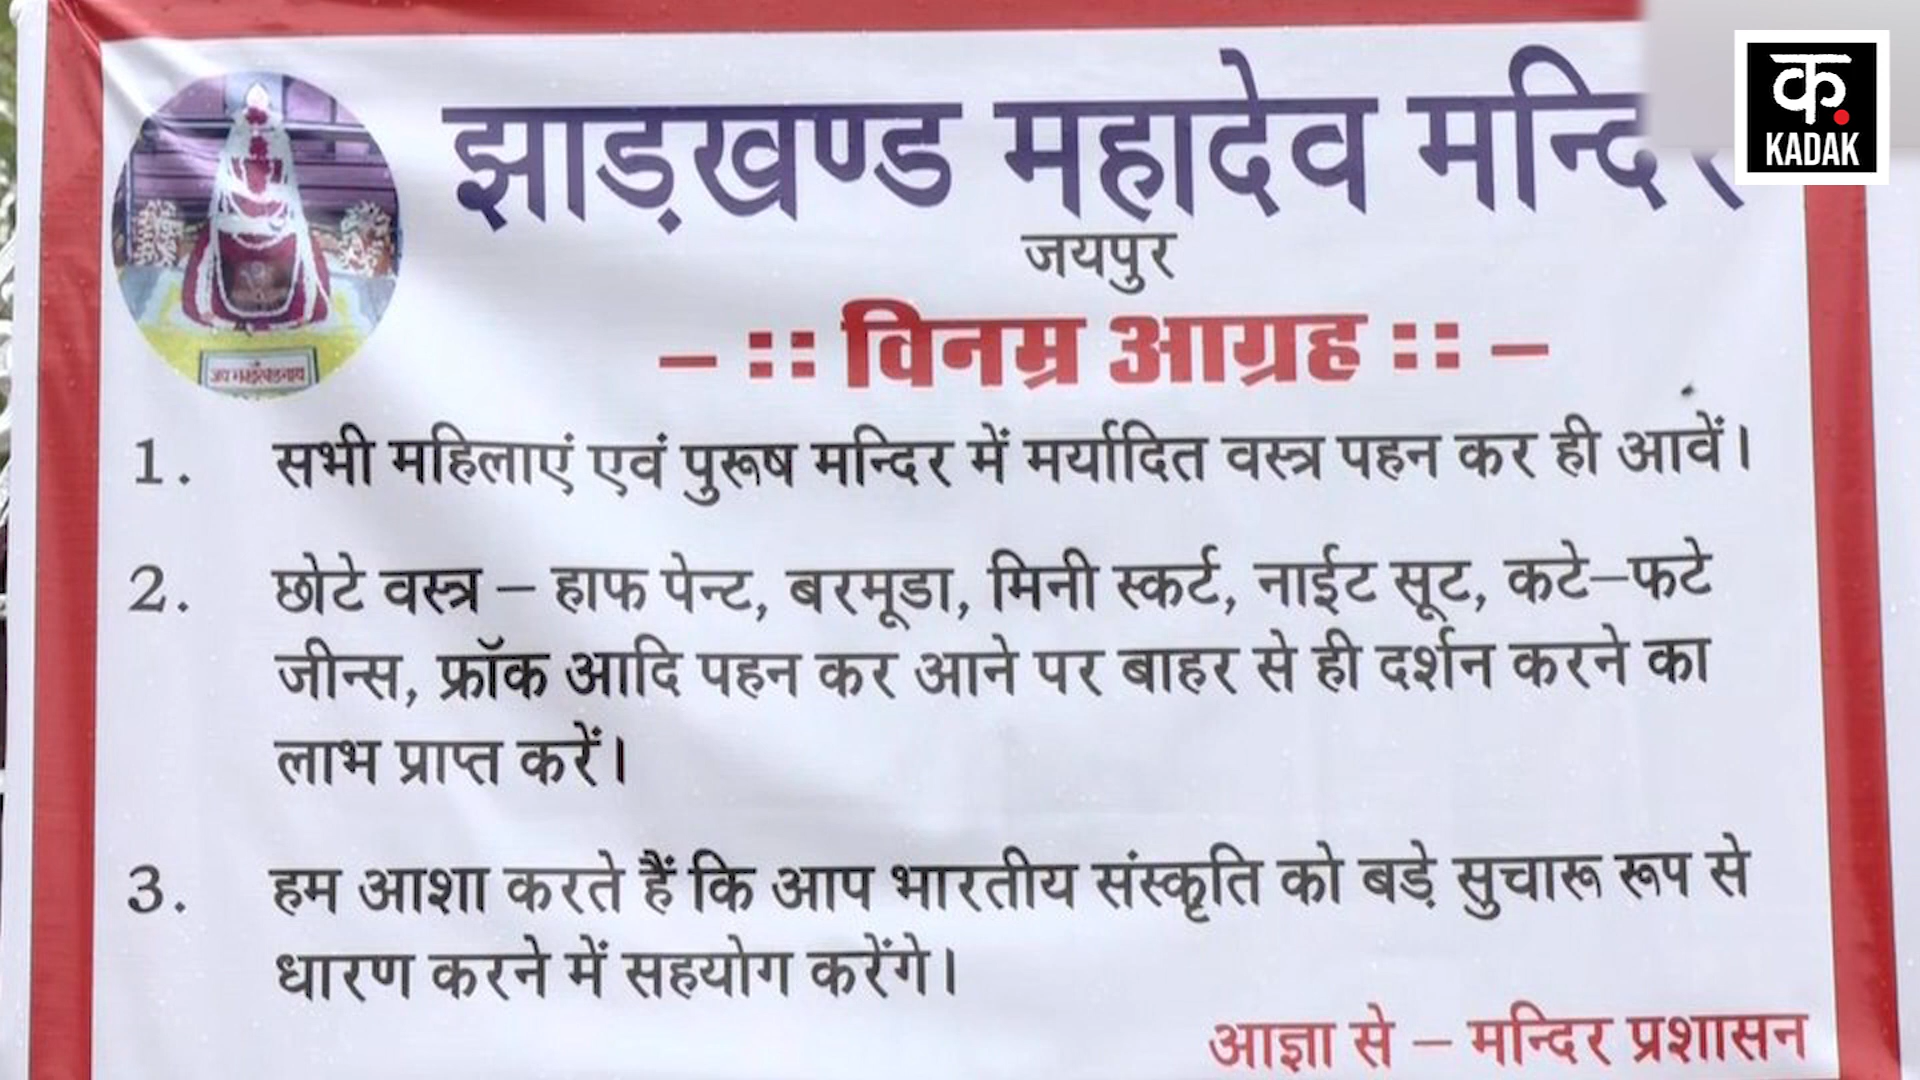 क
KADAK
झाड़खण्ड महादेव मन्दिर
जयपुर
– :: विनम्र आग्रह :: –
1. सभी महिलाएं एवं पुरूष मन्दिर में मर्यादित वस्त्र पहन कर ही आवें।
2. छोटे वस्त्र – हाफ पेन्ट, बरमूडा, मिनी स्कर्ट, नाईट सूट, कटे–फटे
जीन्स, फ्रॉक आदि पहन कर आने पर बाहर से ही दर्शन करने का
लाभ प्राप्त करें।
3. हम आशा करते हैं कि आप भारतीय संस्कृति को बड़े सुचारू रूप से
धारण करने में सहयोग करेंगे।
आज्ञा से – मन्दिर प्रशासन